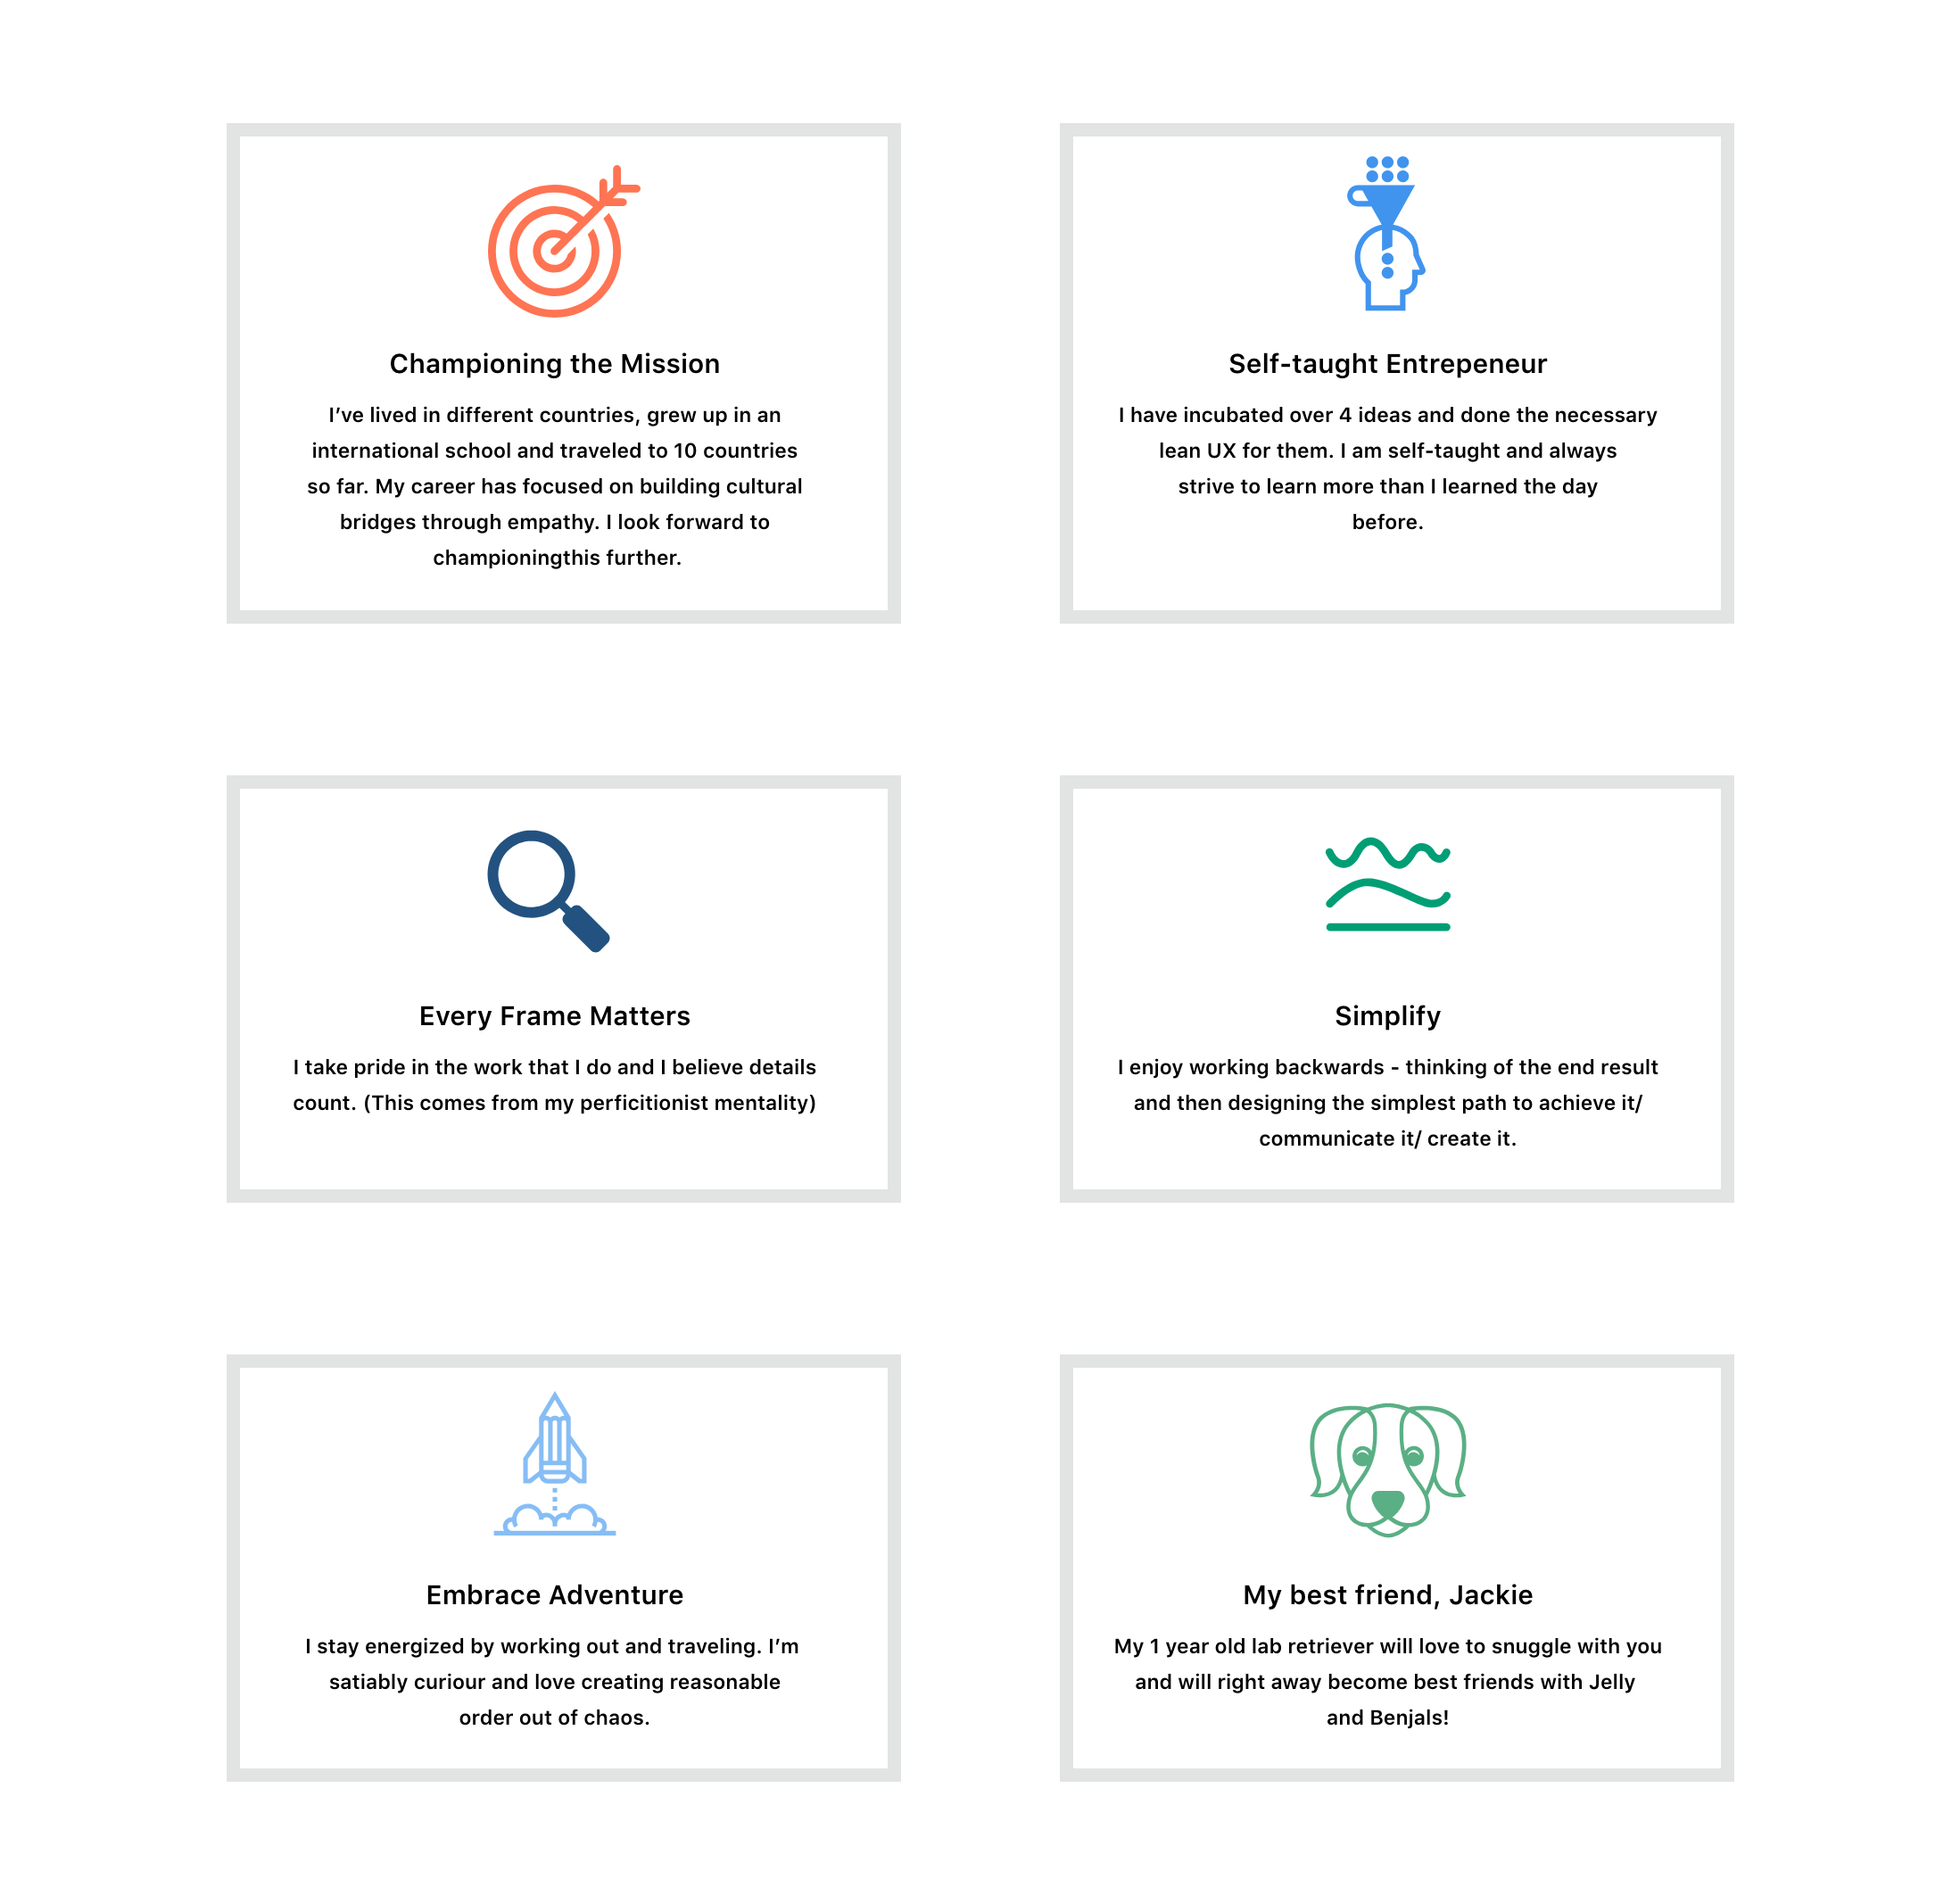 Championing the Mission
I’ve lived in different countries, grew up in an
international school and traveled to 10 countries
so far. My career has focused on building cultural
bridges through empathy. I look forward to
championingthis further.
Self-taught Entrepeneur
I have incubated over 4 ideas and done the necessary
lean UX for them. I am self-taught and always
strive to learn more than I learned the day
before.
Every Frame Matters
I take pride in the work that I do and I believe details
count. (This comes from my perficitionist mentality)
Simplify
I enjoy working backwards - thinking of the end result
and then designing the simplest path to achieve it/
communicate it/ create it.
Embrace Adventure
I stay energized by working out and traveling. I’m
satiably curiour and love creating reasonable
order out of chaos.
My best friend, Jackie
My 1 year old lab retriever will love to snuggle with you
and will right away become best friends with Jelly
and Benjals!